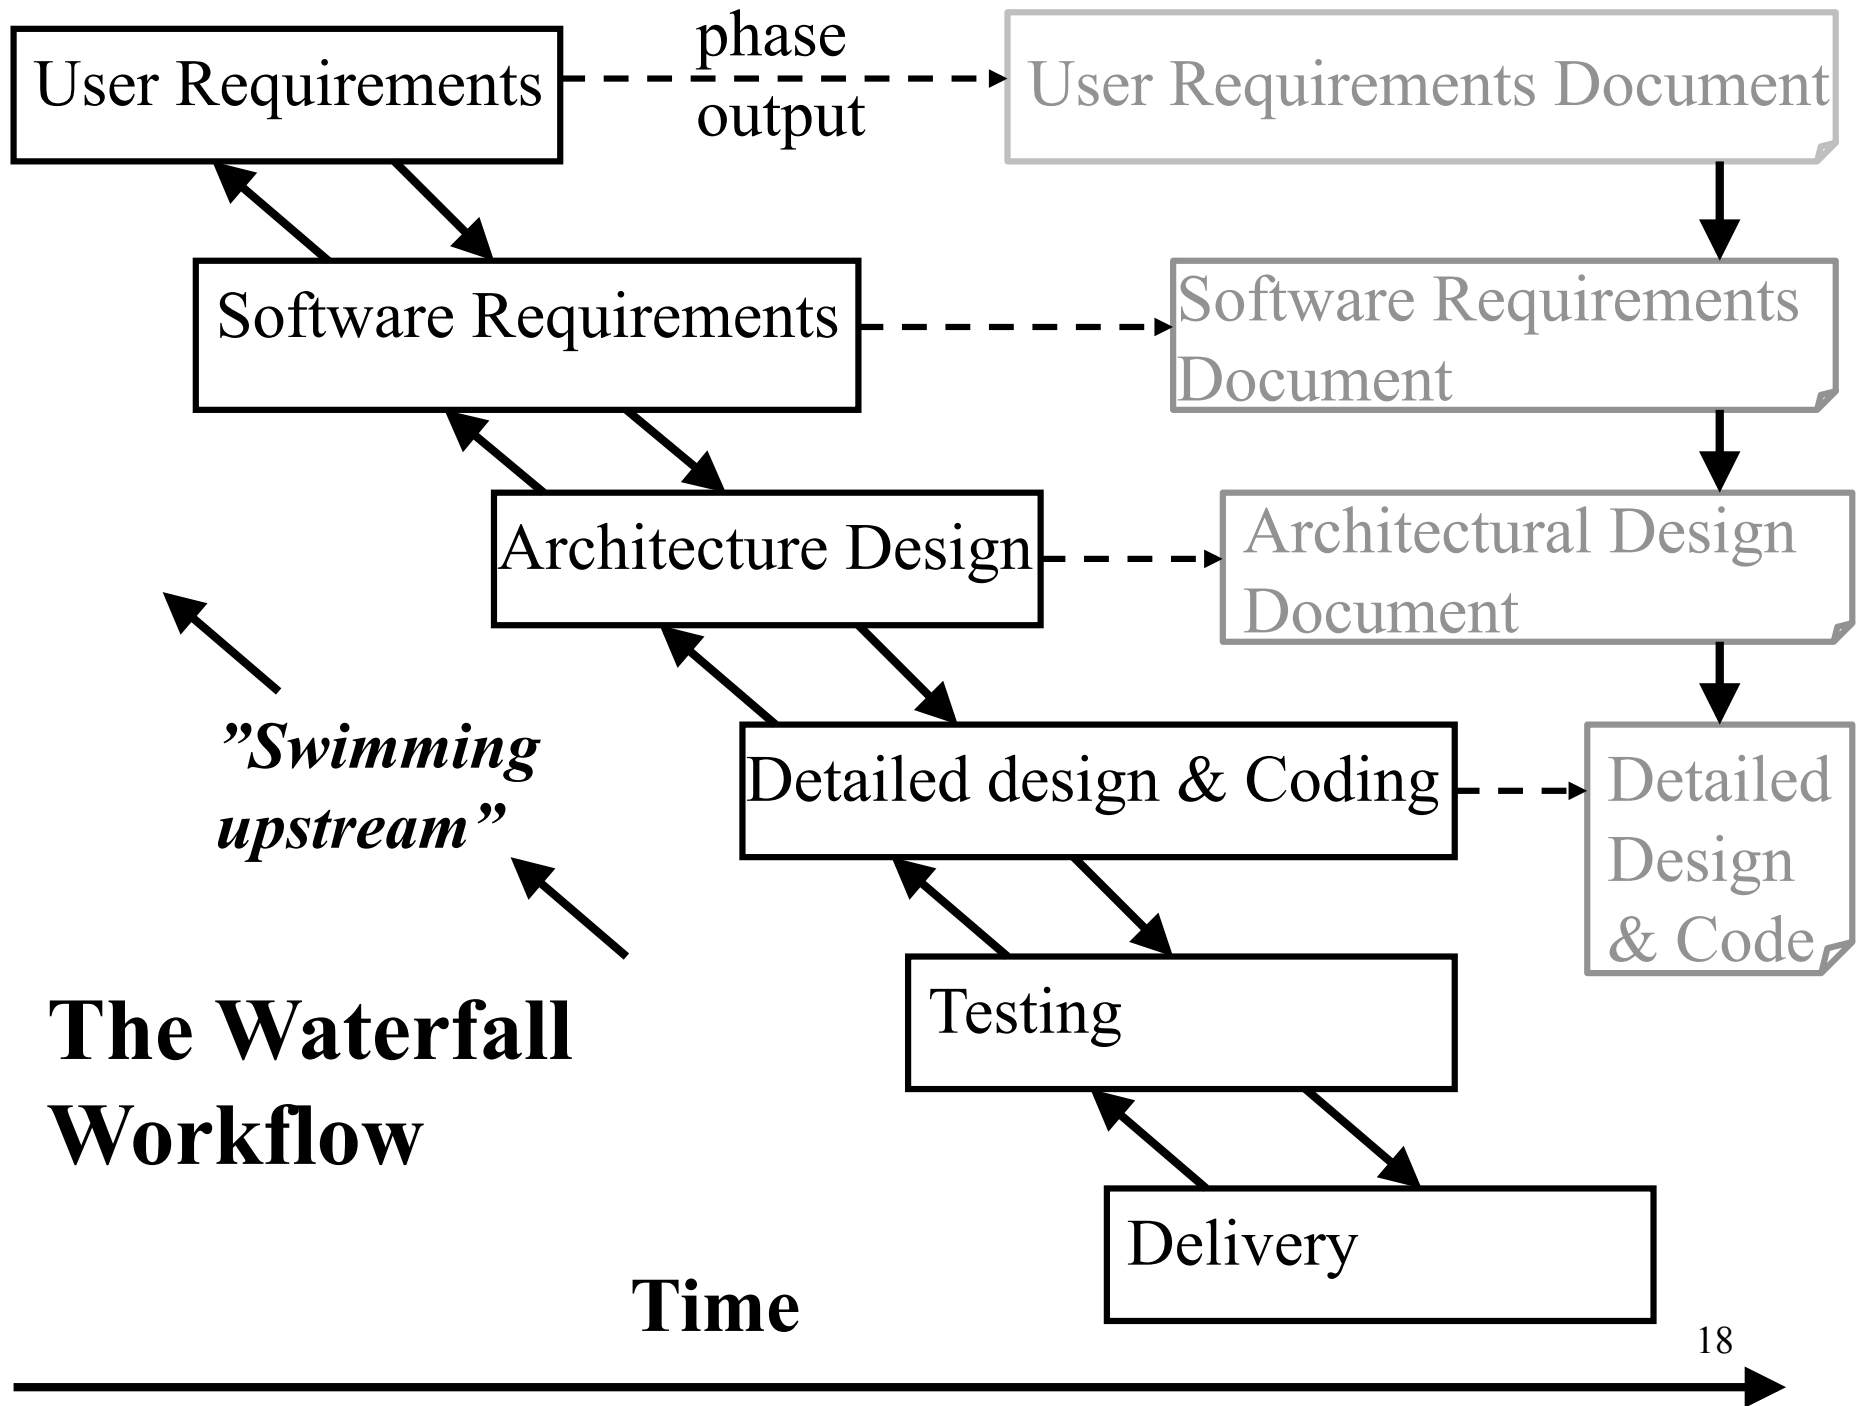 User Requirements
phase
output
User Requirements Document
Software Requirements
Software Requirements
Document
Architecture Design
Architectural Design
Document
”Swimming
upstream”
Detailed design & Coding
Detailed
Design
& Code
The Waterfall
Workflow
Testing
Delivery
Time
18